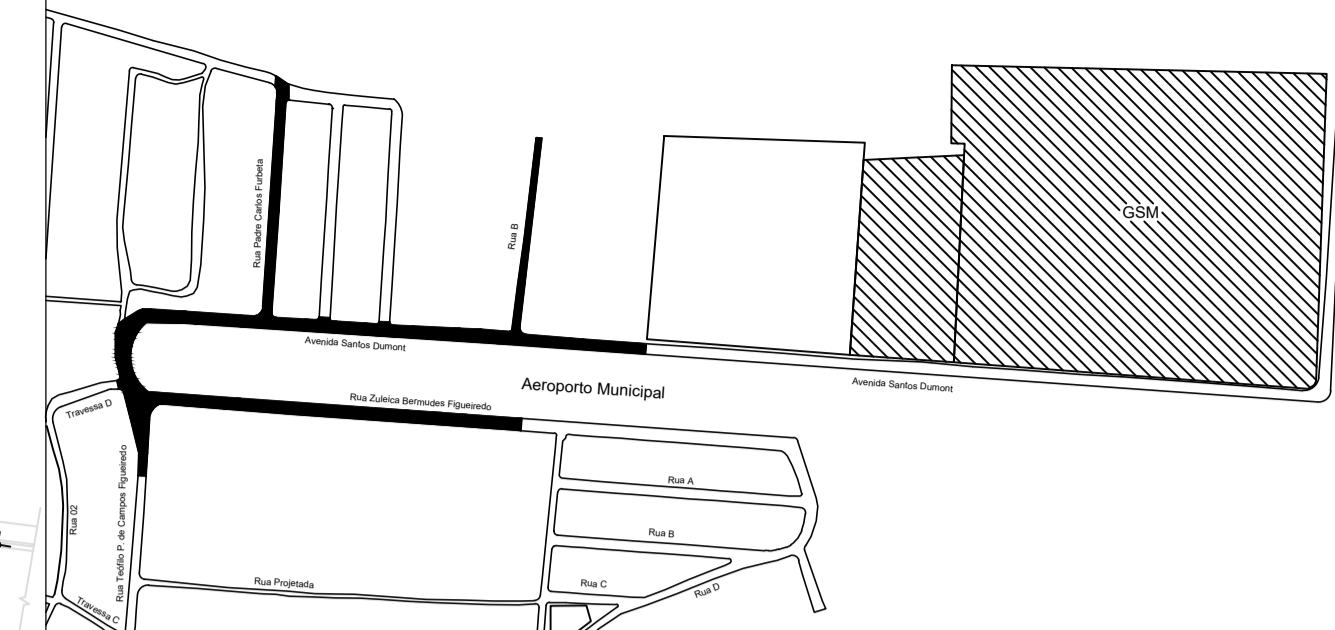 GSM
Rua Padre Carlos Furbeta
Rua B
Avenida Santos Dumont
Avenida Santos Dumont
Aeroporto Municipal
Rua Zuleica Bermudes Figueiredo
Travessa D
Rua 02
Rua Teófilo P. de Campos Figueiredo
Rua A
Rua B
Rua C
Rua D
Rua Projetada
Travessa C